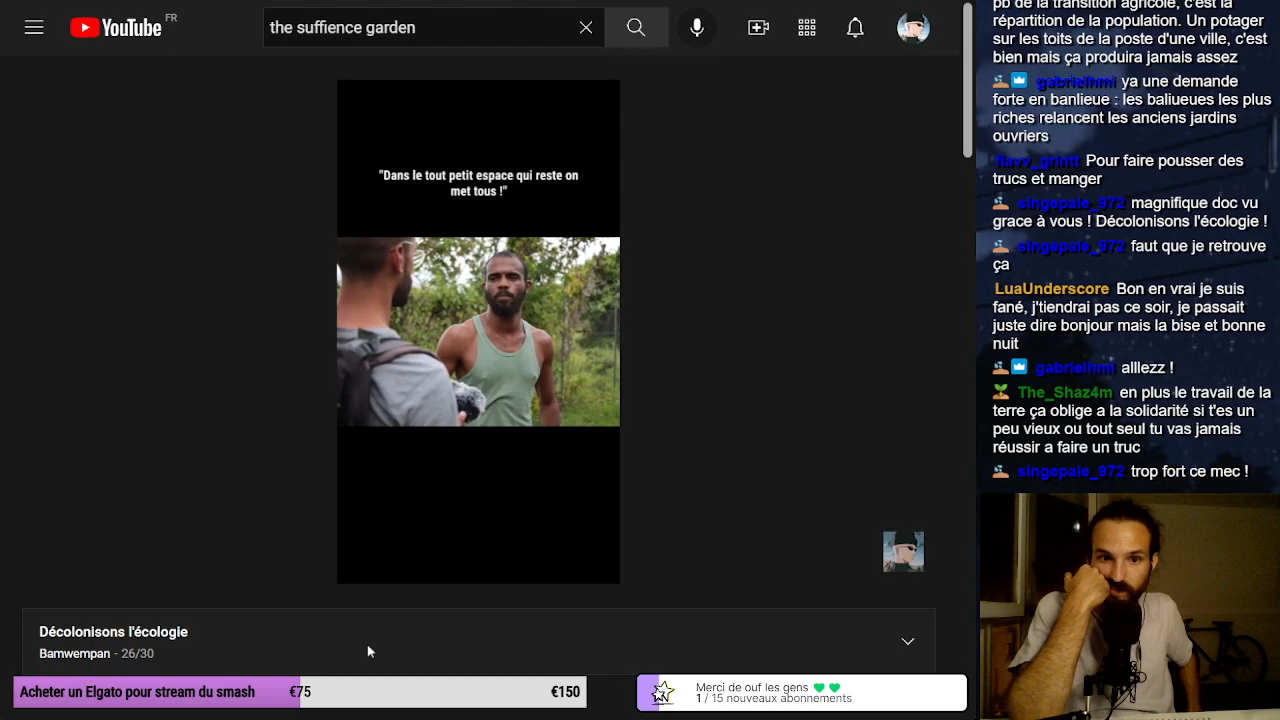 YouTube FR
the suffience garden
"Dans le tout petit espace qui reste on
met tous !"
Décolonisons l'écologie
Bamwempan - 26/30
Acheter un Elgato pour stream du smash €75 €150
Merci de ouf les gens 💚💚
1 / 15 nouveaux abonnements
pb de la transition agricole, c'est la
répartition de la population. Un potager
sur les toits de la poste d'une ville, c'est
bien mais ça produira jamais assez
gabrielhmi ya une demande
forte en banlieue : les baliueues les plus
riches relancent les anciens jardins
ouvriers
flavv_grintt Pour faire pousser des
trucs et manger
singepale_972 magnifique doc vu
grace à vous ! Décolonisons l'écologie !
singepale_972 faut que je retrouve
ça
LuaUnderscore Bon en vrai je suis
fané, j'tiendrai pas ce soir, je passait
juste dire bonjour mais la bise et bonne
nuit
gabrielhmi alllezz !
The_Shaz4m en plus le travail de la
terre ça oblige a la solidarité si t'es un
peu vieux ou tout seul tu vas jamais
réussir a faire un truc
singepale_972 trop fort ce mec !